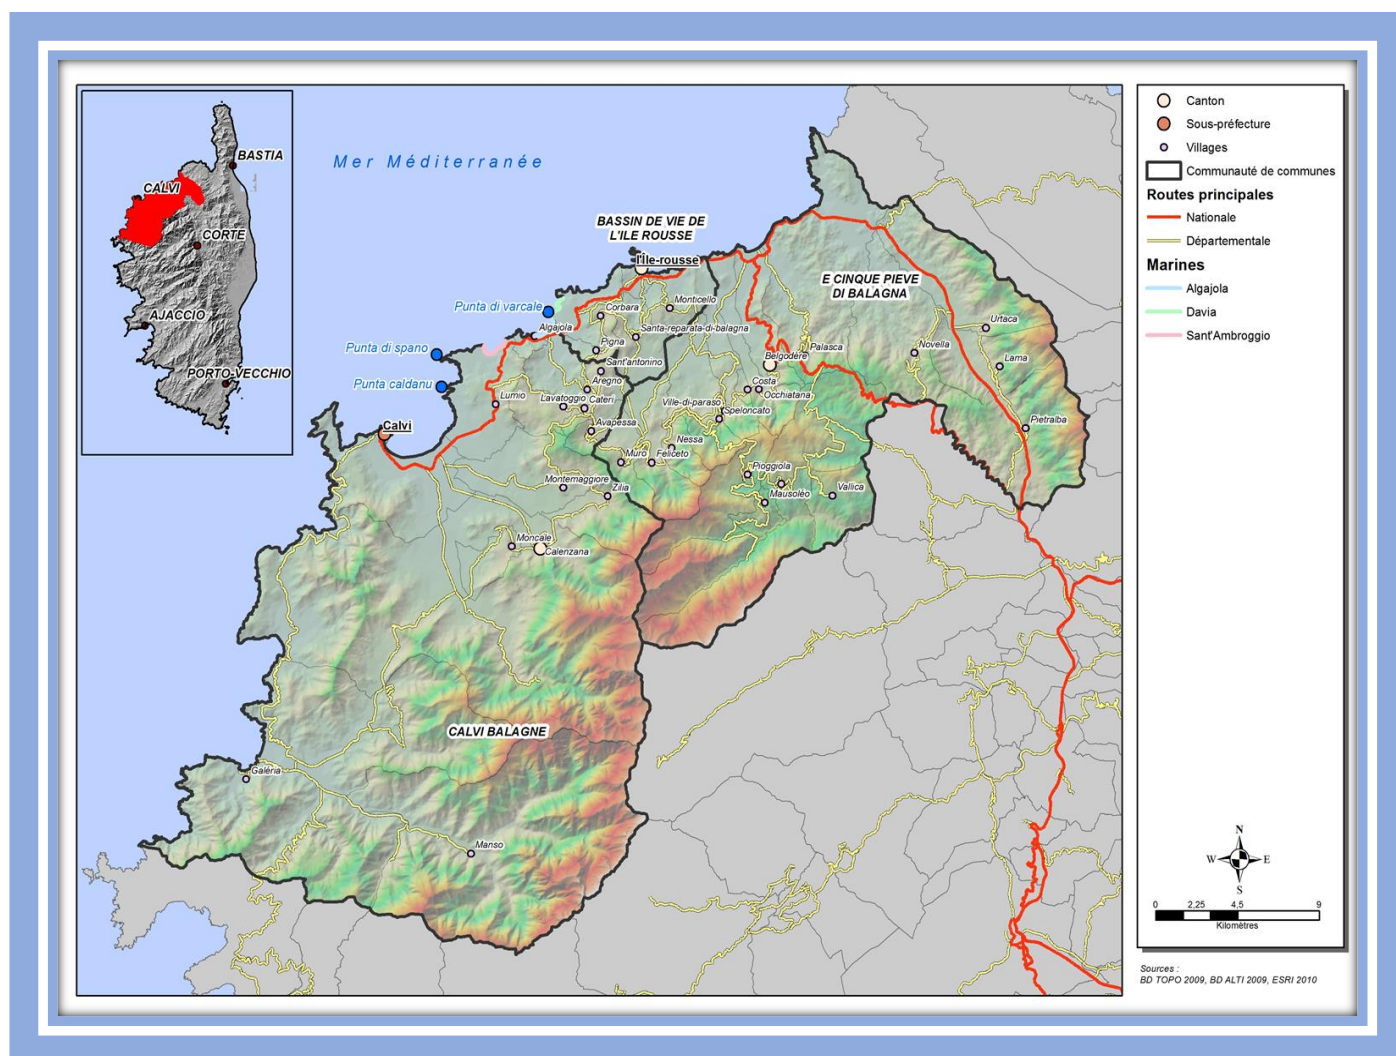 BASTIA
CALVI
CORTE
AJACCIO
PORTO-VECCHIO
Mer Méditerranée
BASSIN DE VIE DE
L'ILE ROUSSE
l'Île-rousse
E CINQUE PIEVE
DI BALAGNA
Punta di varcale
Corbara
Monticello
Algajola
Santa-reparata-di-balagna
Urtaca
Punta di spano
Pigna
Palasca
Novella
Belgodère
Sant'antonino
Lama
Punta caldanu
Aregno
Costa
Occhiatana
Lumio
Lavatoggio
Cateri
Ville-di-paraso
Speloncato
Calvi
Avapessa
Pietralba
Nessa
Muro
Feliceto
Pioggiola
Montemaggiore
Zilia
Mausoléo
Vallica
Moncale
Calenzana
CALVI BALAGNE
Galéria
Manso
Canton
Sous-préfecture
Villages
Communauté de communes
Routes principales
Nationale
Départementale
Marines
Algajola
Davia
Sant'Ambroggio
N
W
E
S
0 2,25 4,5 9
Kilomètres
Sources :
BD TOPO 2009, BD ALTI 2009, ESRI 2010